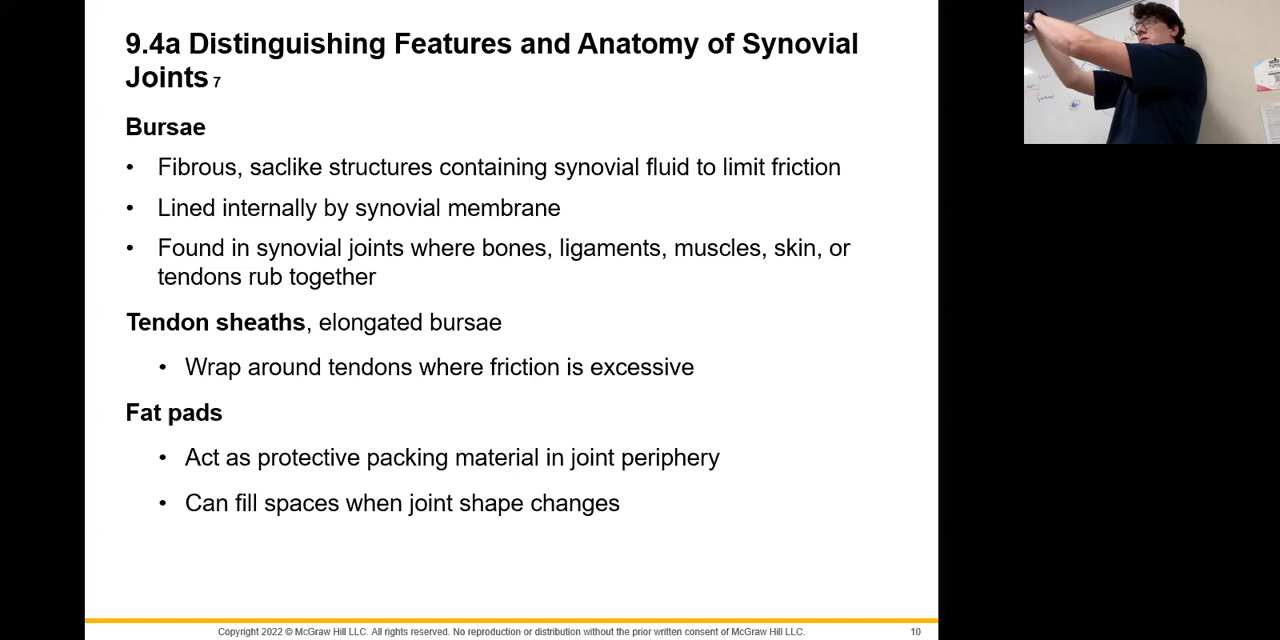 9.4a Distinguishing Features and Anatomy of Synovial
Joints 7
Bursae
• Fibrous, saclike structures containing synovial fluid to limit friction
• Lined internally by synovial membrane
• Found in synovial joints where bones, ligaments, muscles, skin, or
tendons rub together
Tendon sheaths, elongated bursae
• Wrap around tendons where friction is excessive
Fat pads
• Act as protective packing material in joint periphery
• Can fill spaces when joint shape changes
Copyright 2022 © McGraw Hill LLC. All rights reserved. No reproduction or distribution without the prior written consent of McGraw Hill LLC.
10